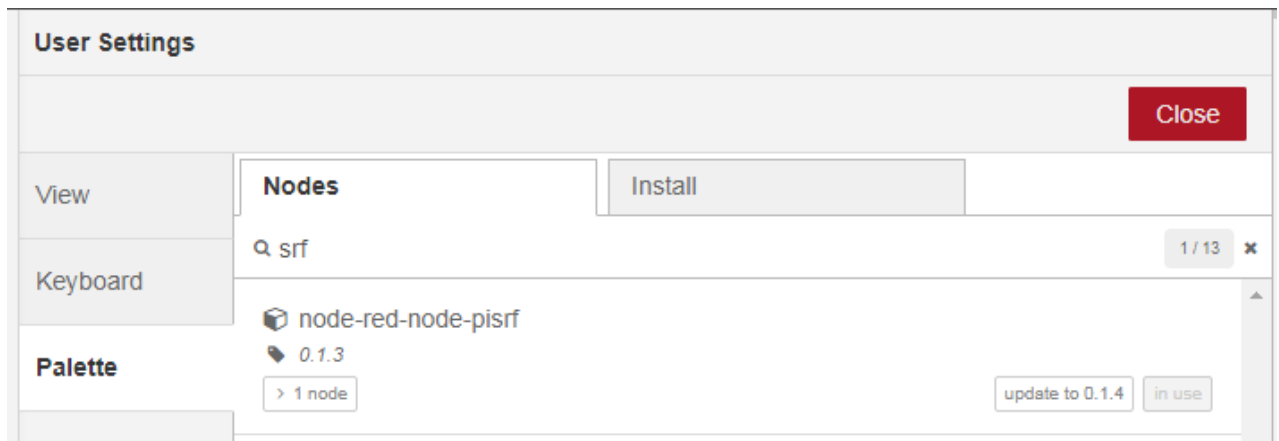 User Settings
Close
View
Nodes
Install
srf
1 / 13
Keyboard
node-red-node-pisrf
0.1.3
Palette
> 1 node
update to 0.1.4
in use